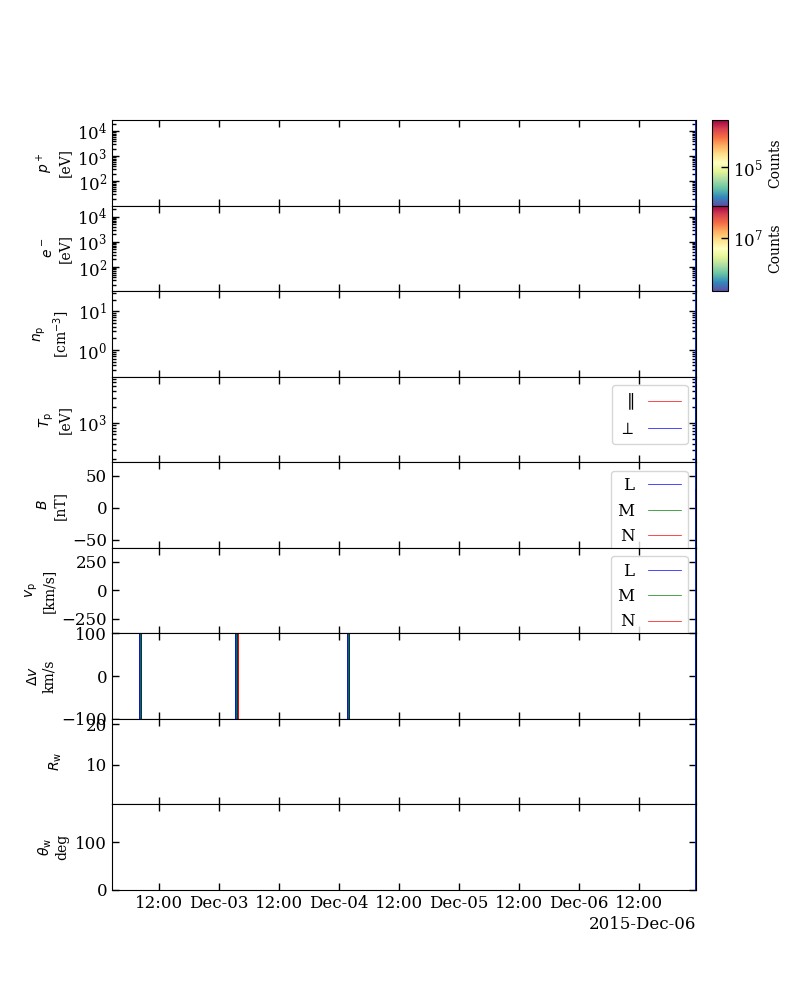 p⁺
[eV]
10⁴
10³
10²
10⁵
Counts
e⁻
[eV]
10⁴
10³
10²
10⁷
Counts
nₚ
[cm⁻³]
10¹
10⁰
Tₚ
[eV]
10³
∥
⊥
B
[nT]
50
0
−50
L
M
N
vₚ
[km/s]
250
0
−250
L
M
N
Δv
km/s
100
0
−100
R_w
20
10
θ_w
deg
100
0
12:00 Dec-03 12:00 Dec-04 12:00 Dec-05 12:00 Dec-06 12:00
2015-Dec-06